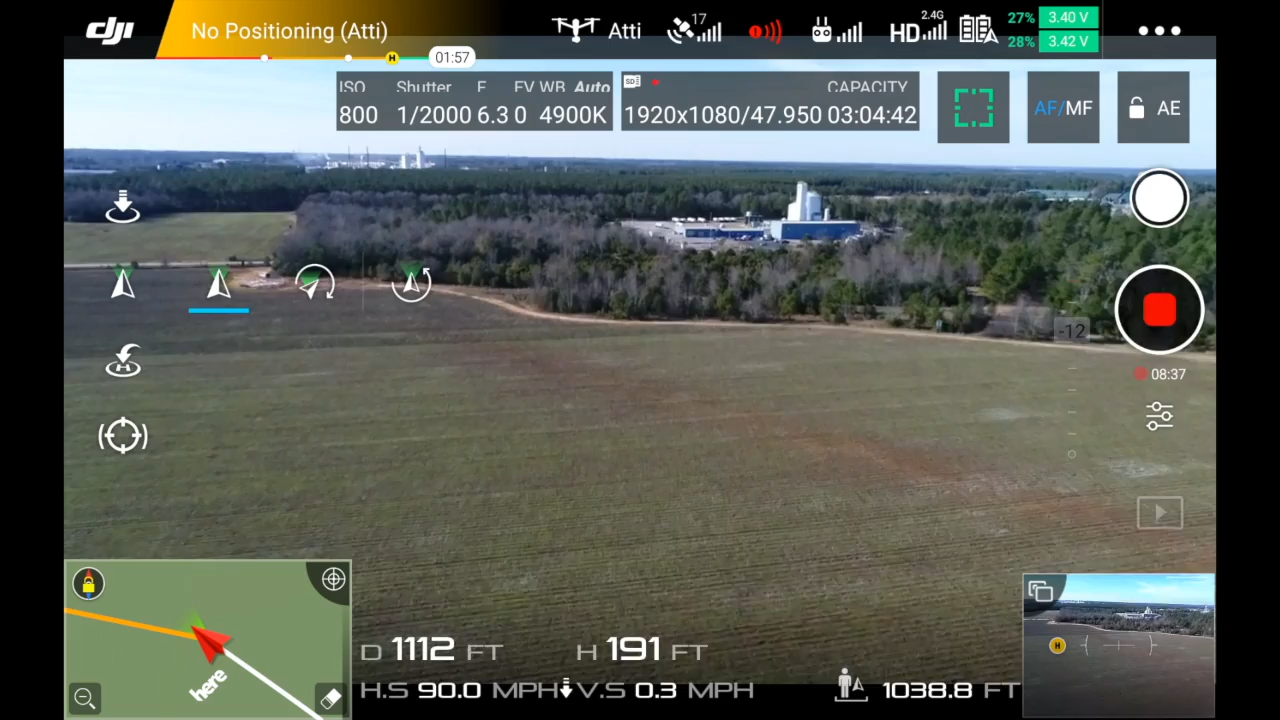 dji No Positioning (Atti) Atti 17 HD 2.4G 27% 3.40 V
28% 3.42 V
H 01:57
ISO Shutter F EV WB Auto SD CAPACITY
800 1/2000 6.3 0 4900K 1920x1080/47.950 03:04:42 AF/MF AE
-12
08:37
H
here
D 1112 FT H 191 FT
H.S 90.0 MPH V.S 0.3 MPH 1038.8 FT
H